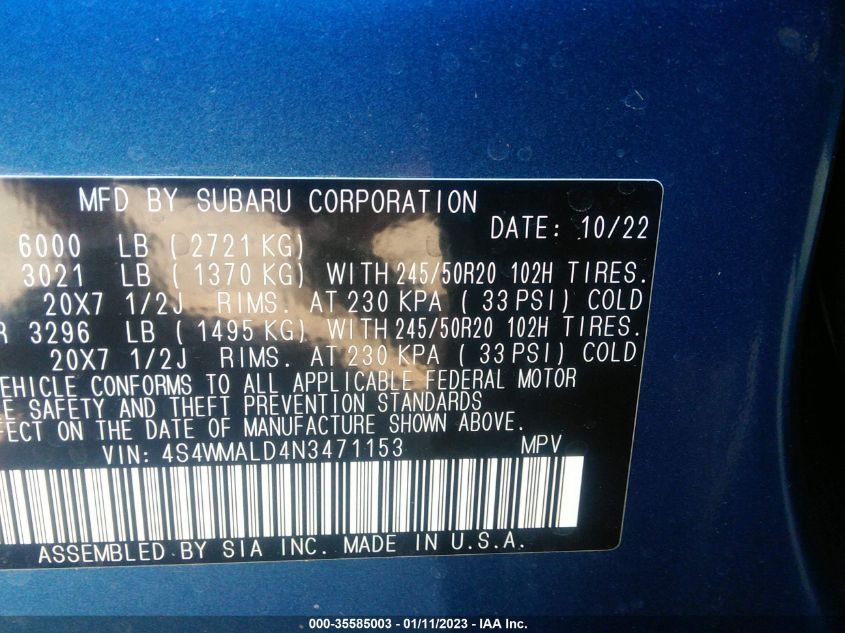 MFD BY SUBARU CORPORATION
DATE: 10/22
6000 LB ( 2721 KG)
3021 LB ( 1370 KG) WITH 245/50R20 102H TIRES.
20X7 1/2J RIMS. AT 230 KPA ( 33 PSI) COLD
R 3296 LB ( 1495 KG) WITH 245/50R20 102H TIRES.
20X7 1/2J RIMS. AT 230 KPA ( 33 PSI) COLD
EHICLE CONFORMS TO ALL APPLICABLE FEDERAL MOTOR
LE SAFETY AND THEFT PREVENTION STANDARDS
FECT ON THE DATE OF MANUFACTURE SHOWN ABOVE.
VIN: 4S4WMALD4N3471153 MPV
ASSEMBLED BY SIA INC. MADE IN U.S.A.
000-35585003 - 01/11/2023 - IAA Inc.